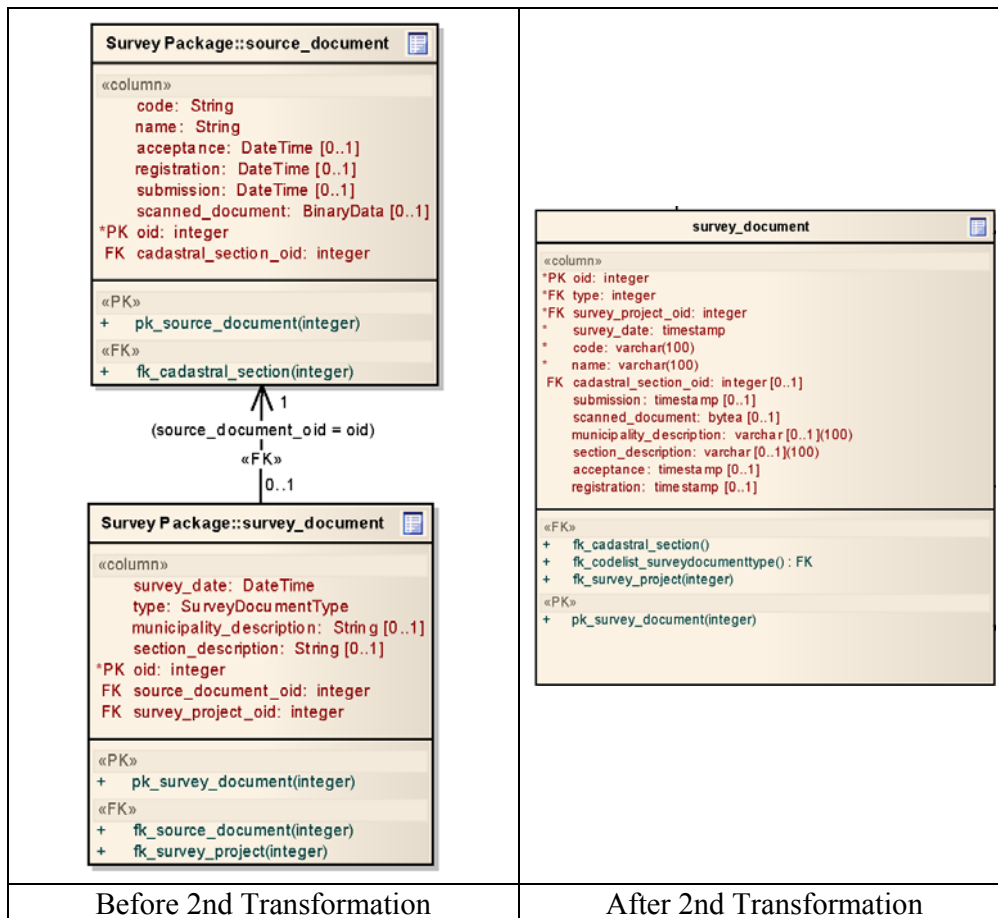 Survey Package::source_document
«column»
code: String
name: String
acceptance: DateTime [0..1]
registration: DateTime [0..1]
submission: DateTime [0..1]
scanned_document: BinaryData [0..1]
*PK oid: integer
FK cadastral_section_oid: integer
«PK»
+ pk_source_document(integer)
«FK»
+ fk_cadastral_section(integer)
1
(source_document_oid = oid)
«FK»
0..1
Survey Package::survey_document
«column»
survey_date: DateTime
type: SurveyDocumentType
municipality_description: String [0..1]
section_description: String [0..1]
*PK oid: integer
FK source_document_oid: integer
FK survey_project_oid: integer
«PK»
+ pk_survey_document(integer)
«FK»
+ fk_source_document(integer)
+ fk_survey_project(integer)
Before 2nd Transformation
survey_document
«column»
*PK oid: integer
*FK type: integer
*FK survey_project_oid: integer
* survey_date: timestamp
* code: varchar(100)
* name: varchar(100)
FK cadastral_section_oid: integer [0..1]
submission: timestamp [0..1]
scanned_document: bytea [0..1]
municipality_description: varchar [0..1](100)
section_description: varchar [0..1](100)
acceptance: timestamp [0..1]
registration: timestamp [0..1]
«FK»
+ fk_cadastral_section()
+ fk_codelist_surveydocumenttype() : FK
+ fk_survey_project(integer)
«PK»
+ pk_survey_document(integer)
After 2nd Transformation